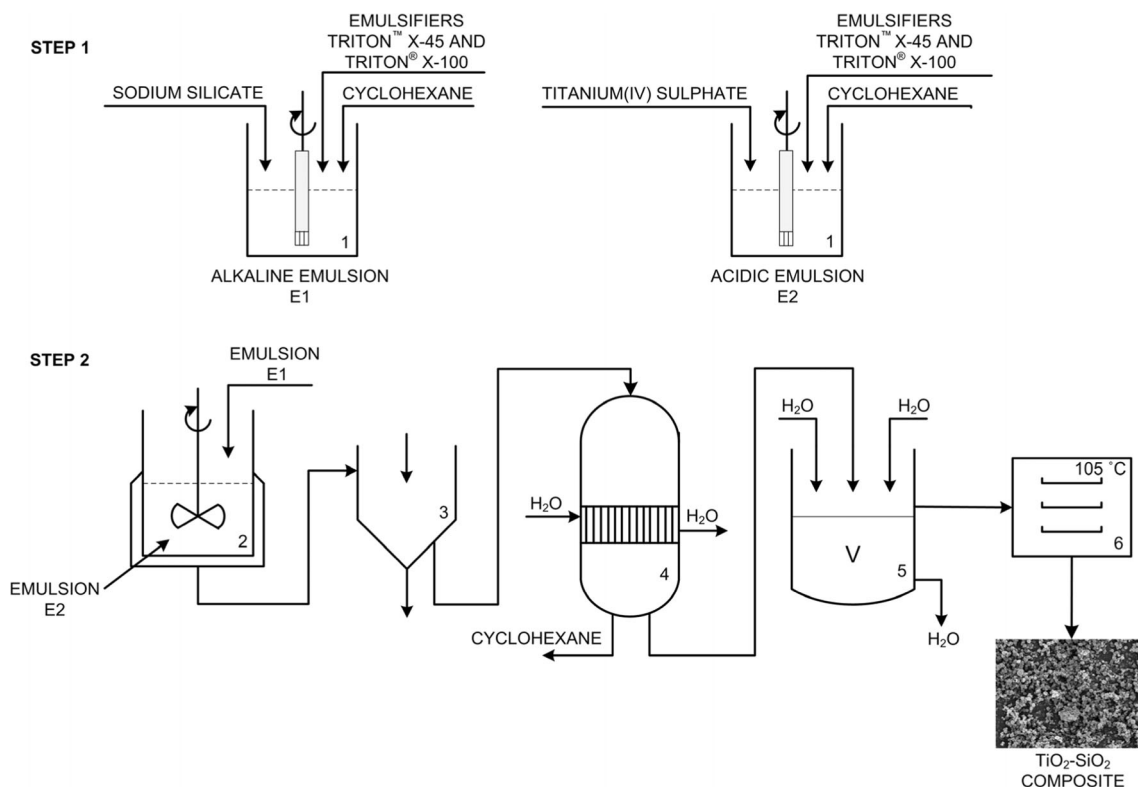 STEP 1
EMULSIFIERS
TRITON™ X-45 AND
TRITON® X-100
SODIUM SILICATE
CYCLOHEXANE
1
ALKALINE EMULSION
E1
EMULSIFIERS
TRITON™ X-45 AND
TRITON® X-100
TITANIUM(IV) SULPHATE
CYCLOHEXANE
1
ACIDIC EMULSION
E2
STEP 2
EMULSION
E1
2
EMULSION
E2
3
H₂O
H₂O
4
CYCLOHEXANE
H₂O
H₂O
V
5
H₂O
105 °C
6
TiO₂-SiO₂
COMPOSITE